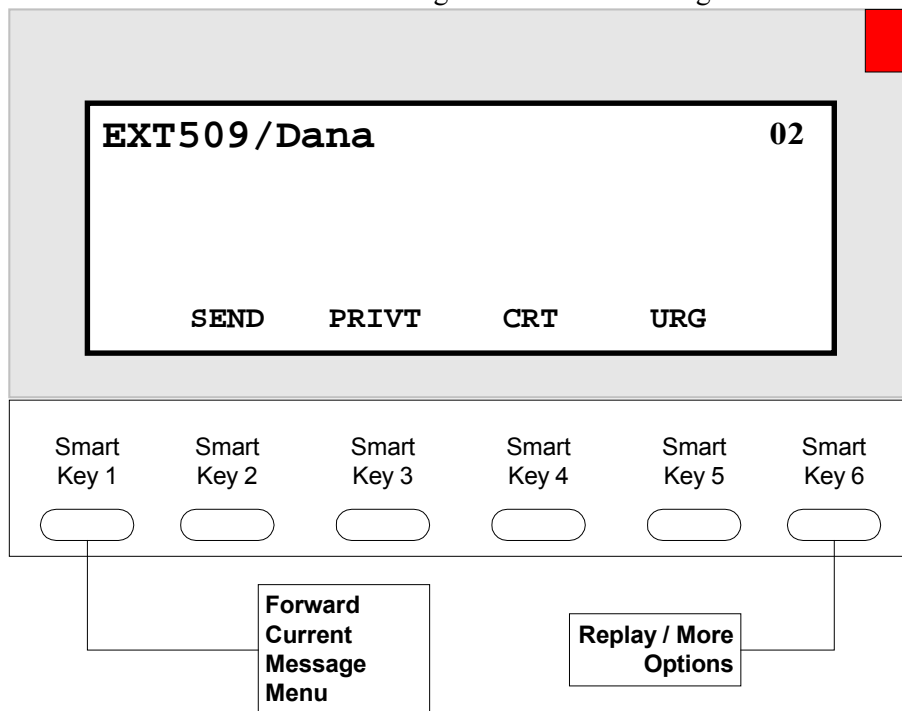 EXT509/Dana 02
SEND PRIVT CRT URG
Smart Key 1
Smart Key 2
Smart Key 3
Smart Key 4
Smart Key 5
Smart Key 6
Forward
Current
Message
Menu
Replay / More
Options